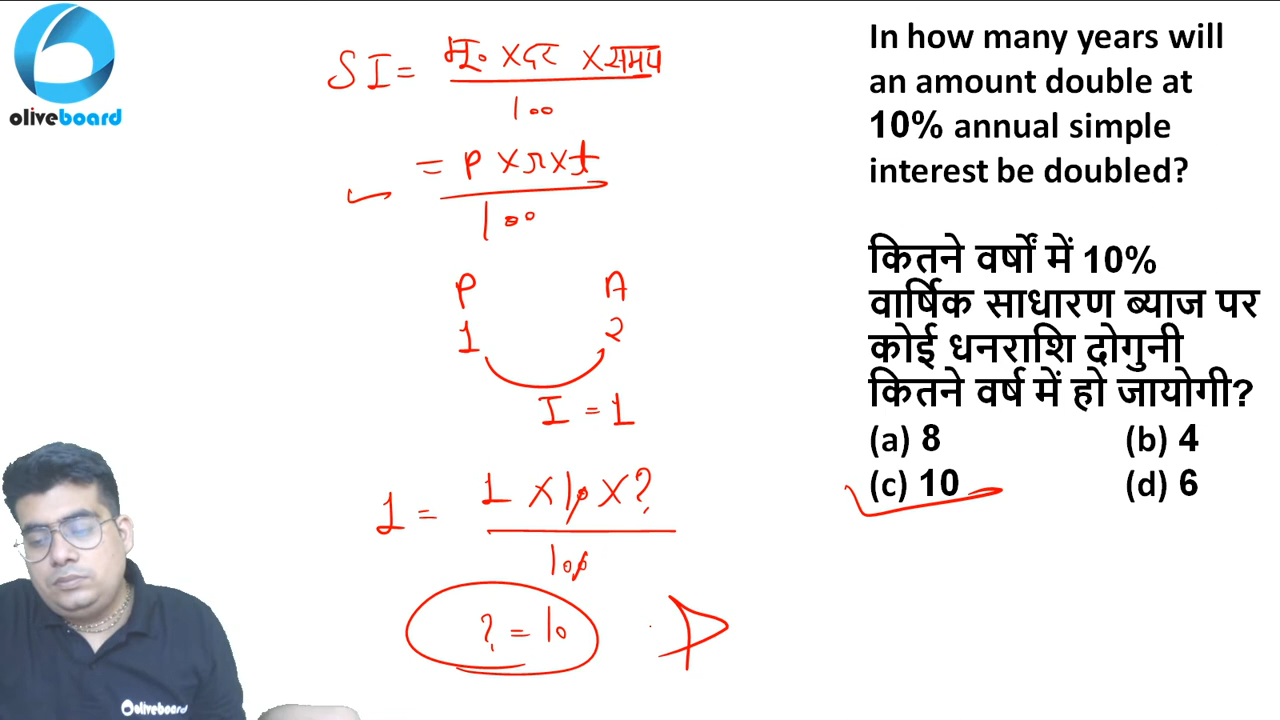 oliveboard
SI = मू० × दर × समय
100
= P × r × t
100
P A
1 2
I = 1
1 = 1 × 10 × ?
100
? = 10
In how many years will
an amount double at
10% annual simple
interest be doubled?
कितने वर्षों में 10%
वार्षिक साधारण ब्याज पर
कोई धनराशि दोगुनी
कितने वर्ष में हो जायोगी?
(a) 8 (b) 4
(c) 10 (d) 6
oliveboard